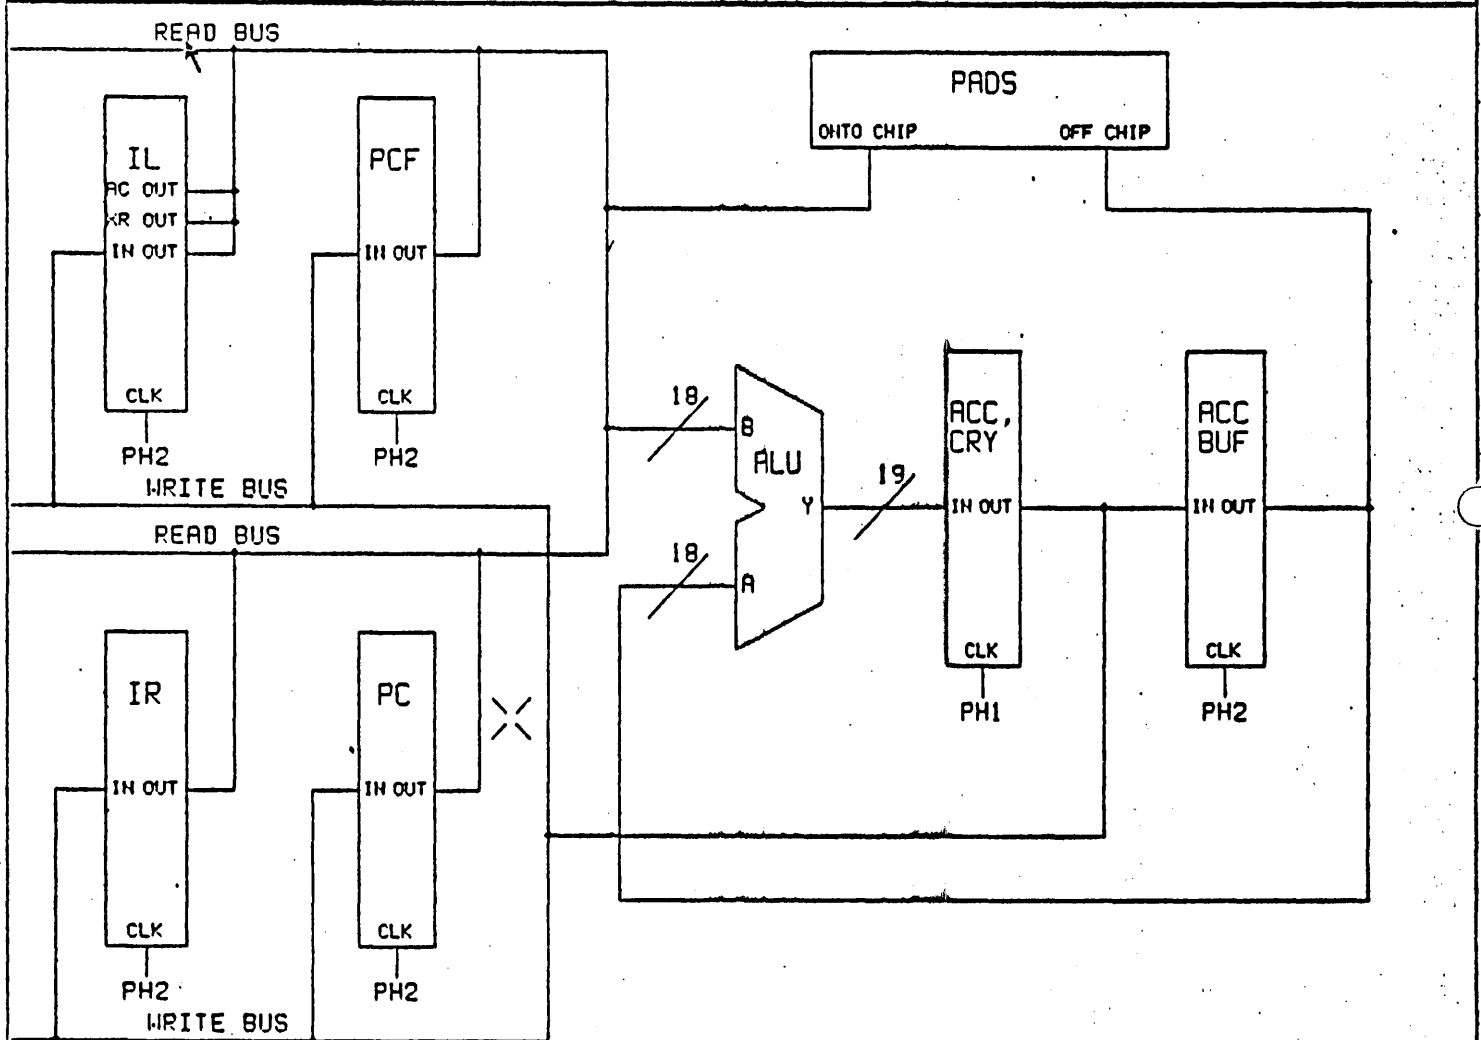 READ BUS
PADS
ONTO CHIP
OFF CHIP
IL
AC OUT
XR OUT
IN OUT
CLK
PH2
PCF
IN OUT
CLK
PH2
WRITE BUS
18
B
ALU
Y
18
A
19
ACC,
CRY
IN OUT
CLK
PH1
ACC
BUF
IN OUT
CLK
PH2
READ BUS
IR
IN OUT
CLK
PH2
PC
IN OUT
CLK
PH2
WRITE BUS